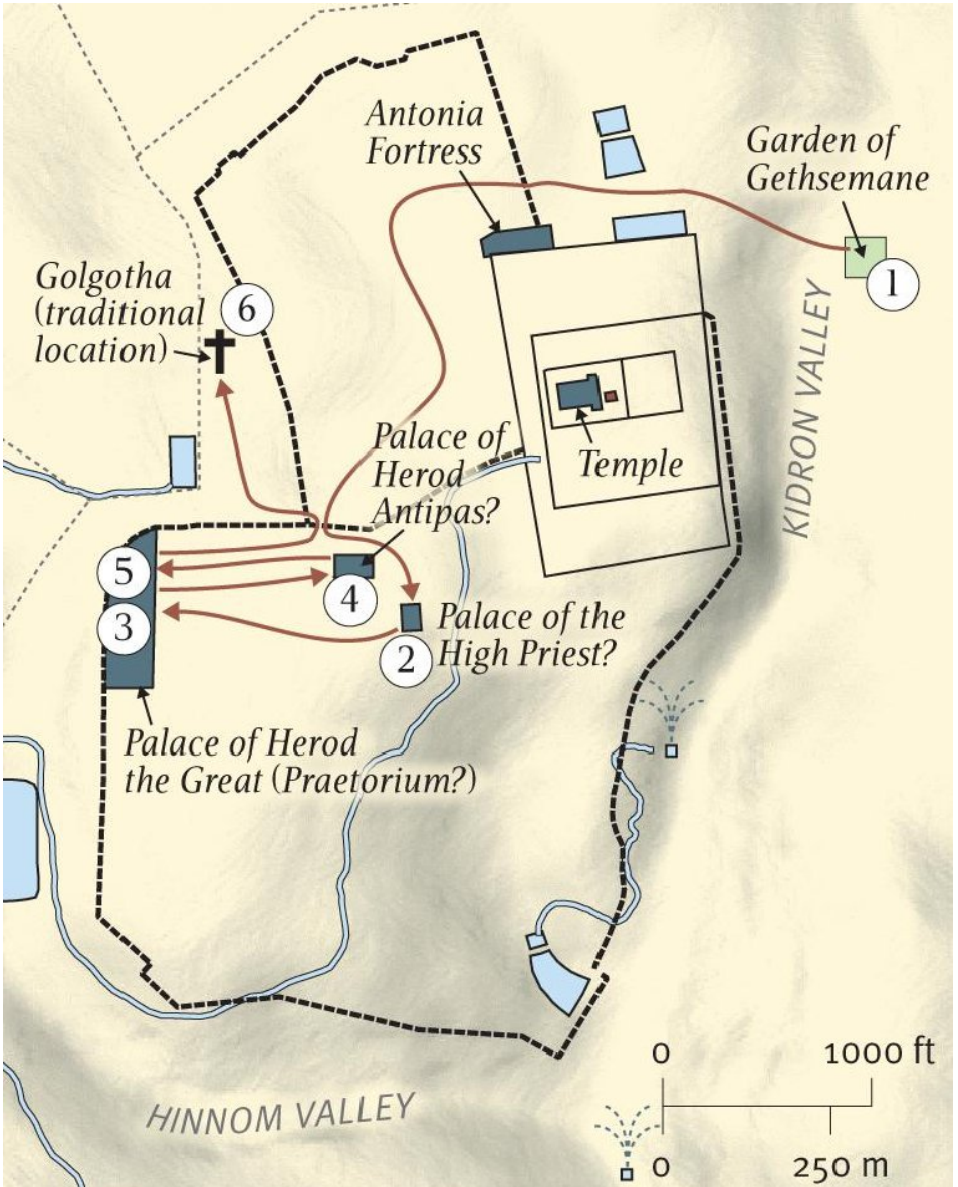 Antonia
Fortress
Garden of
Gethsemane
1
Golgotha
(traditional
location)
6
KIDRON VALLEY
Palace of
Herod
Antipas?
Temple
5
4
3
2
Palace of the
High Priest?
Palace of Herod
the Great (Praetorium?)
HINNOM VALLEY
0 1000 ft
0 250 m